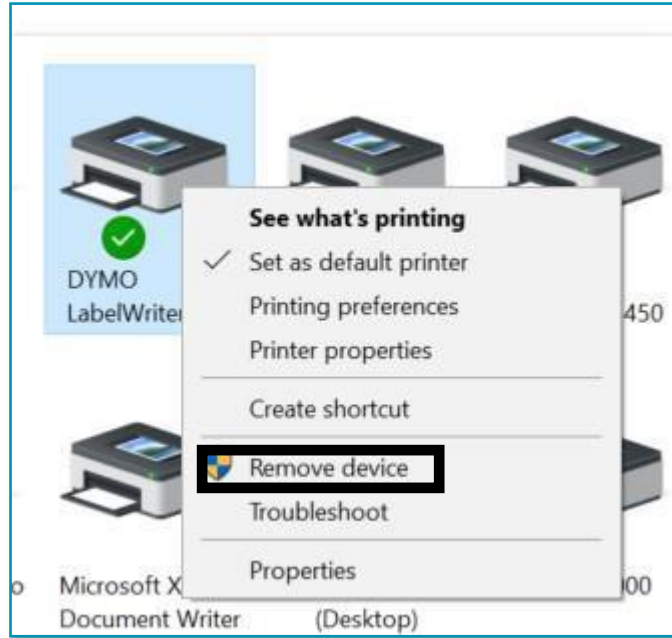 See what's printing
Set as default printer
DYMO
LabelWriter
Printing preferences
450
Printer properties
Create shortcut
Remove device
Troubleshoot
Properties
o
Microsoft X
00
Document Writer
(Desktop)